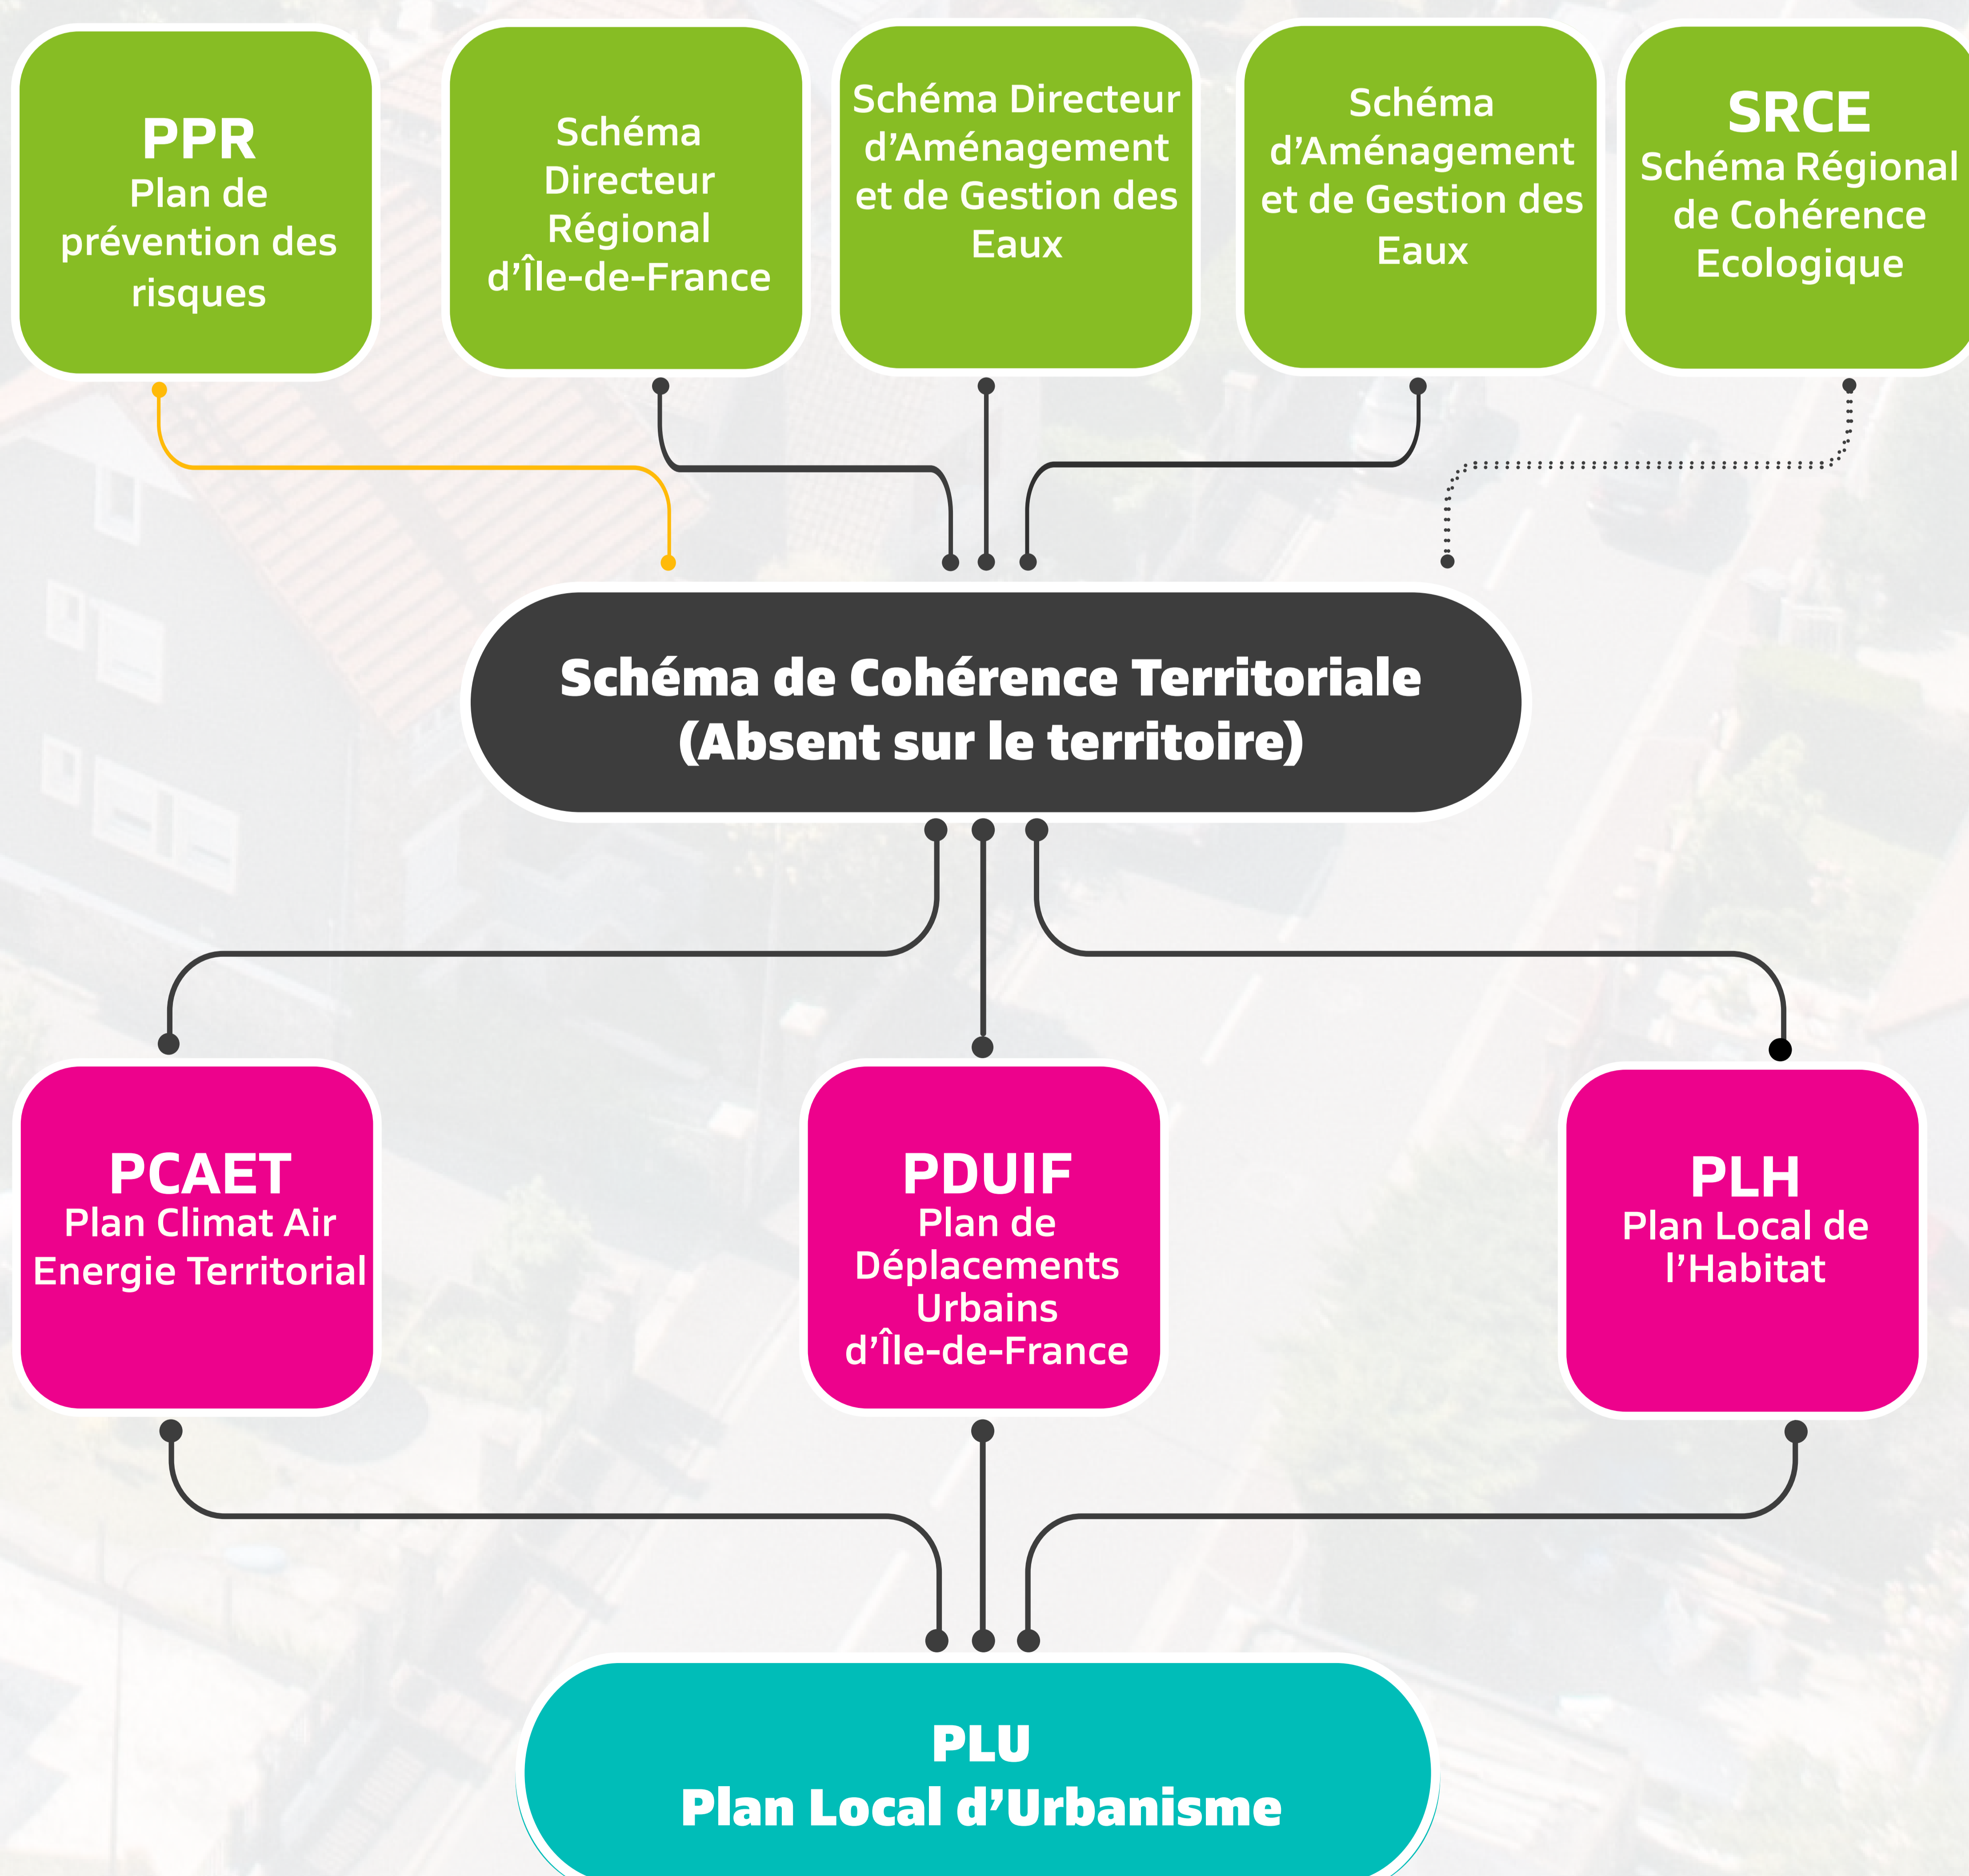 PPR
Plan de
prévention des
risques
Schéma
Directeur
Régional
d’Île-de-France
Schéma Directeur
d’Aménagement
et de Gestion des
Eaux
Schéma
d’Aménagement
et de Gestion des
Eaux
SRCE
Schéma Régional
de Cohérence
Ecologique
Schéma de Cohérence Territoriale
(Absent sur le territoire)
PCAET
Plan Climat Air
Energie Territorial
PDUIF
Plan de
Déplacements
Urbains
d’Île-de-France
PLH
Plan Local de
l’Habitat
PLU
Plan Local d’Urbanisme